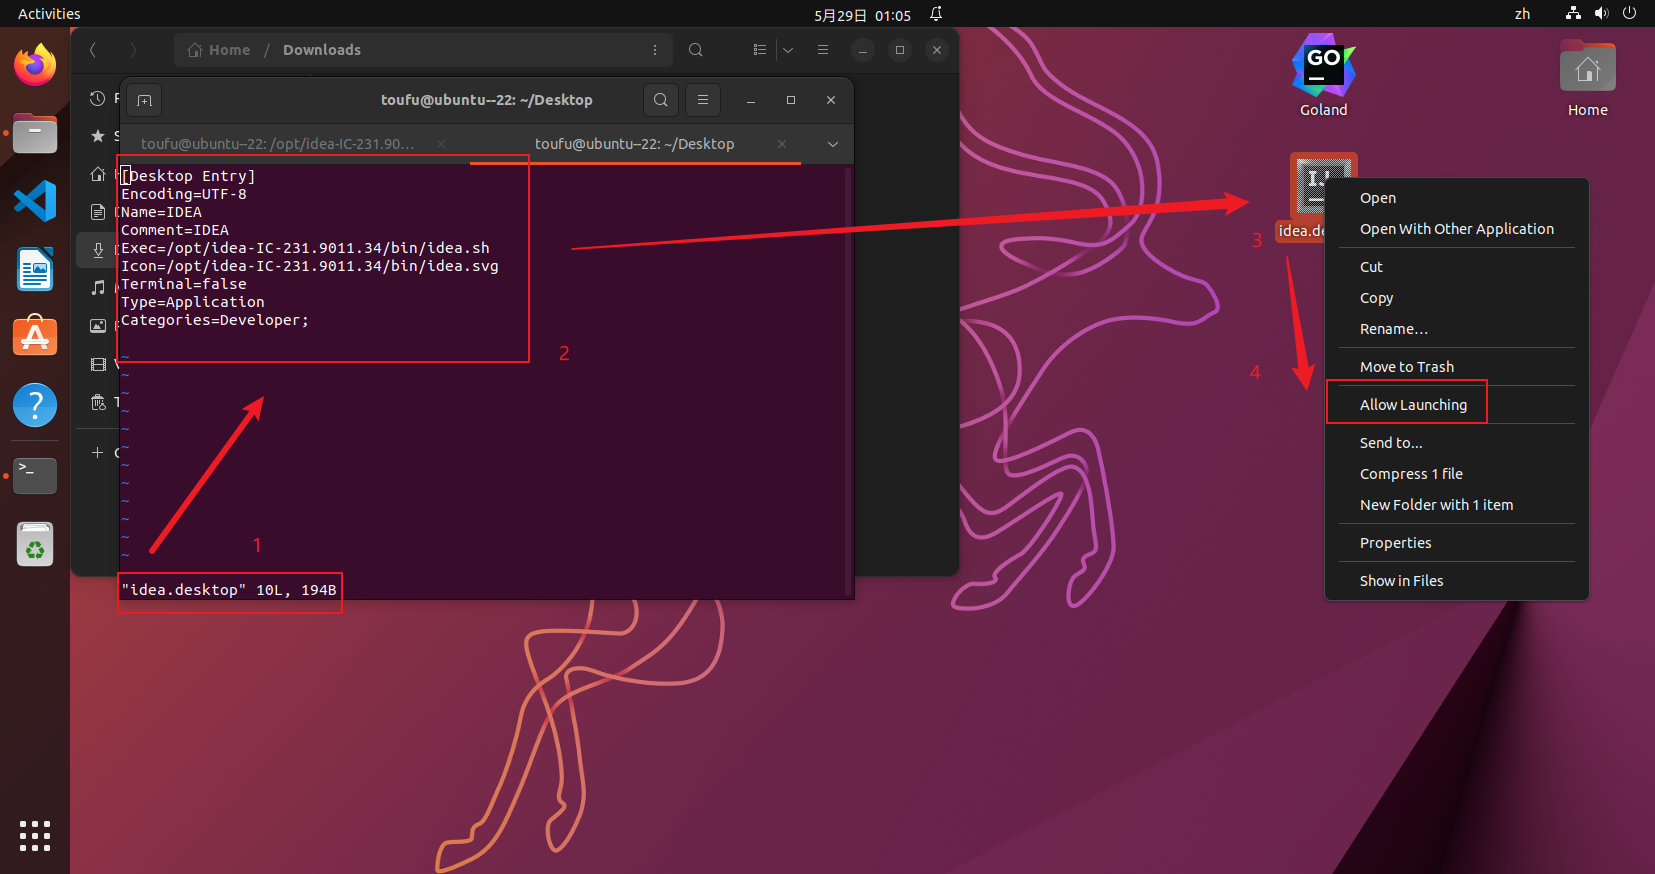 Activities
5月29日 01:05
zh
Home / Downloads
toufu@ubuntu--22: ~/Desktop
toufu@ubuntu--22: /opt/idea-IC-231.90...
toufu@ubuntu--22: ~/Desktop
[Desktop Entry]
Encoding=UTF-8
Name=IDEA
Comment=IDEA
Exec=/opt/idea-IC-231.9011.34/bin/idea.sh
Icon=/opt/idea-IC-231.9011.34/bin/idea.svg
Terminal=false
Type=Application
Categories=Developer;
~
~
~
~
~
~
~
~
~
~
~
~
"idea.desktop" 10L, 194B
1
2
3
4
GO
Goland
Home
IJ
idea.de
Open
Open With Other Application
Cut
Copy
Rename...
Move to Trash
Allow Launching
Send to...
Compress 1 file
New Folder with 1 item
Properties
Show in Files